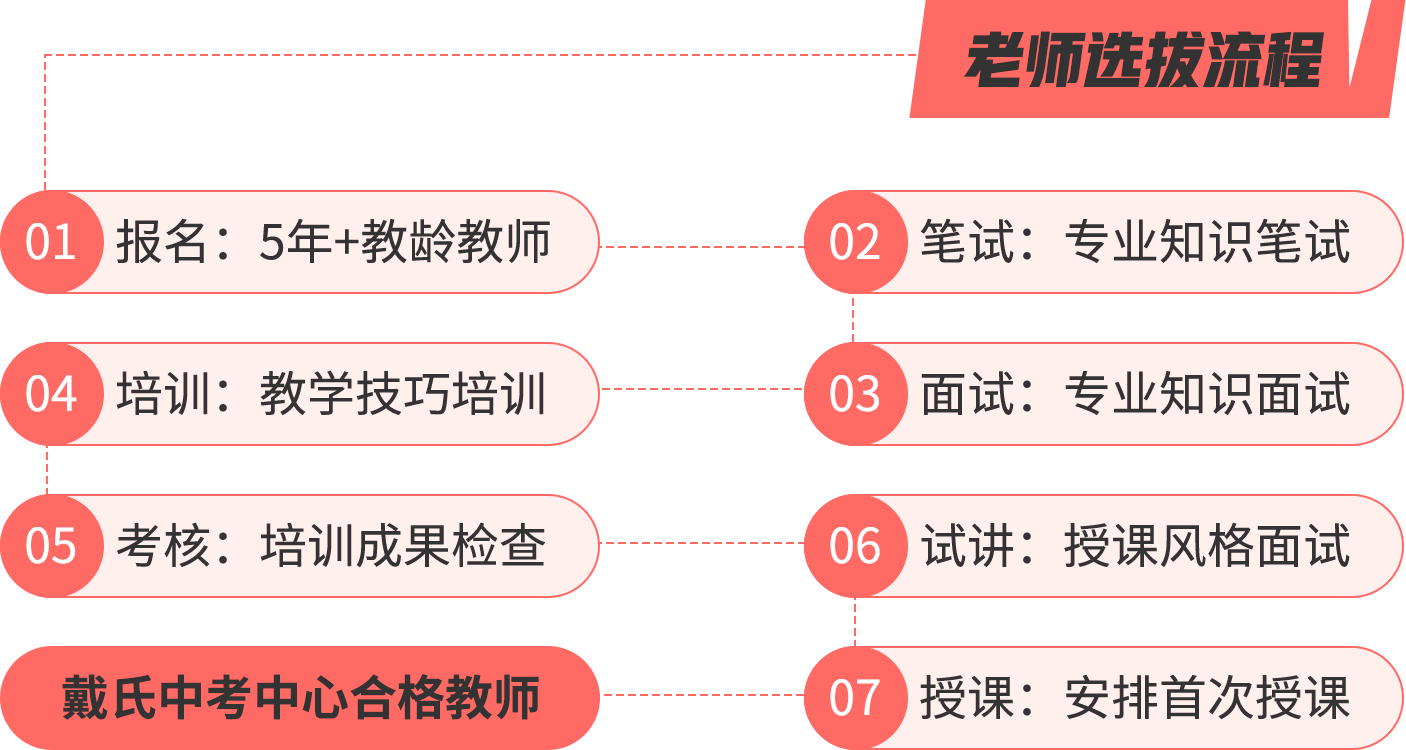 老师选拔流程
01 报名：5年+教龄教师
02 笔试：专业知识笔试
03 面试：专业知识面试
04 培训：教学技巧培训
05 考核：培训成果检查
06 试讲：授课风格面试
07 授课：安排首次授课
戴氏中考中心合格教师